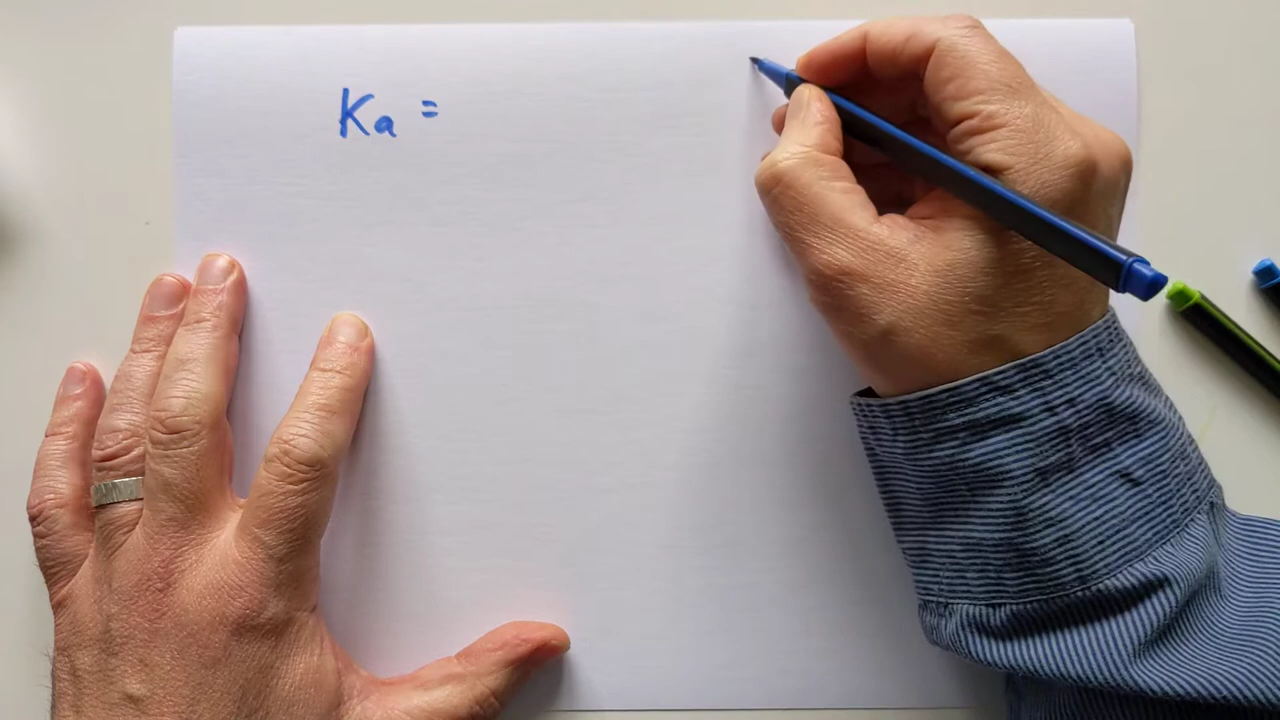 Ka =